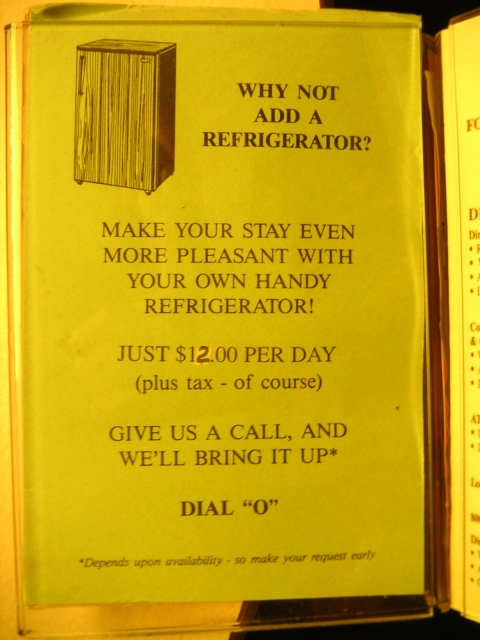 WHY NOT
ADD A
REFRIGERATOR?
MAKE YOUR STAY EVEN
MORE PLEASANT WITH
YOUR OWN HANDY
REFRIGERATOR!
JUST $12.00 PER DAY
(plus tax - of course)
GIVE US A CALL, AND
WE'LL BRING IT UP*
DIAL "O"
*Depends upon availability - so make your request early